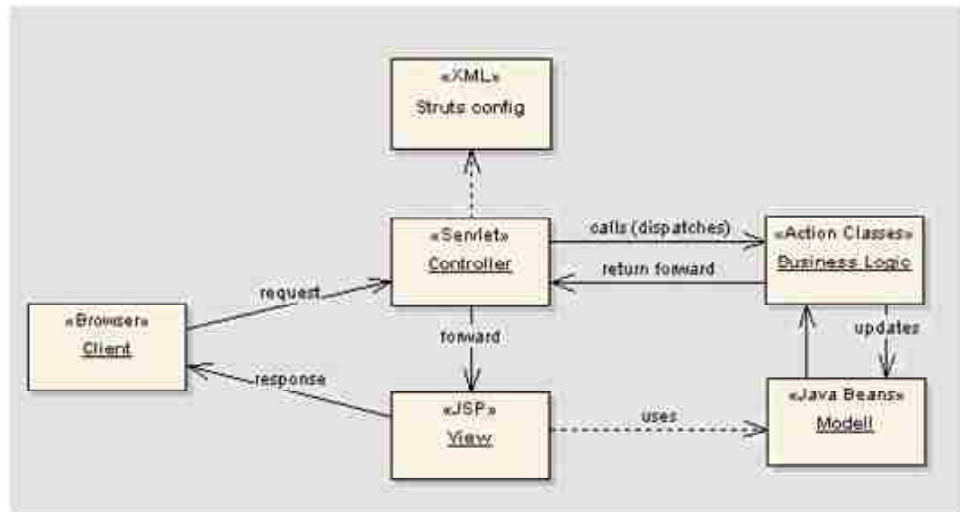 «XML»
Struts config
«Servlet»
Controller
calls (dispatches)
«Action Classes»
Business Logic
return forward
request
«Browser»
Client
forward
updates
response
«JSP»
View
uses
«Java Beans»
Modell